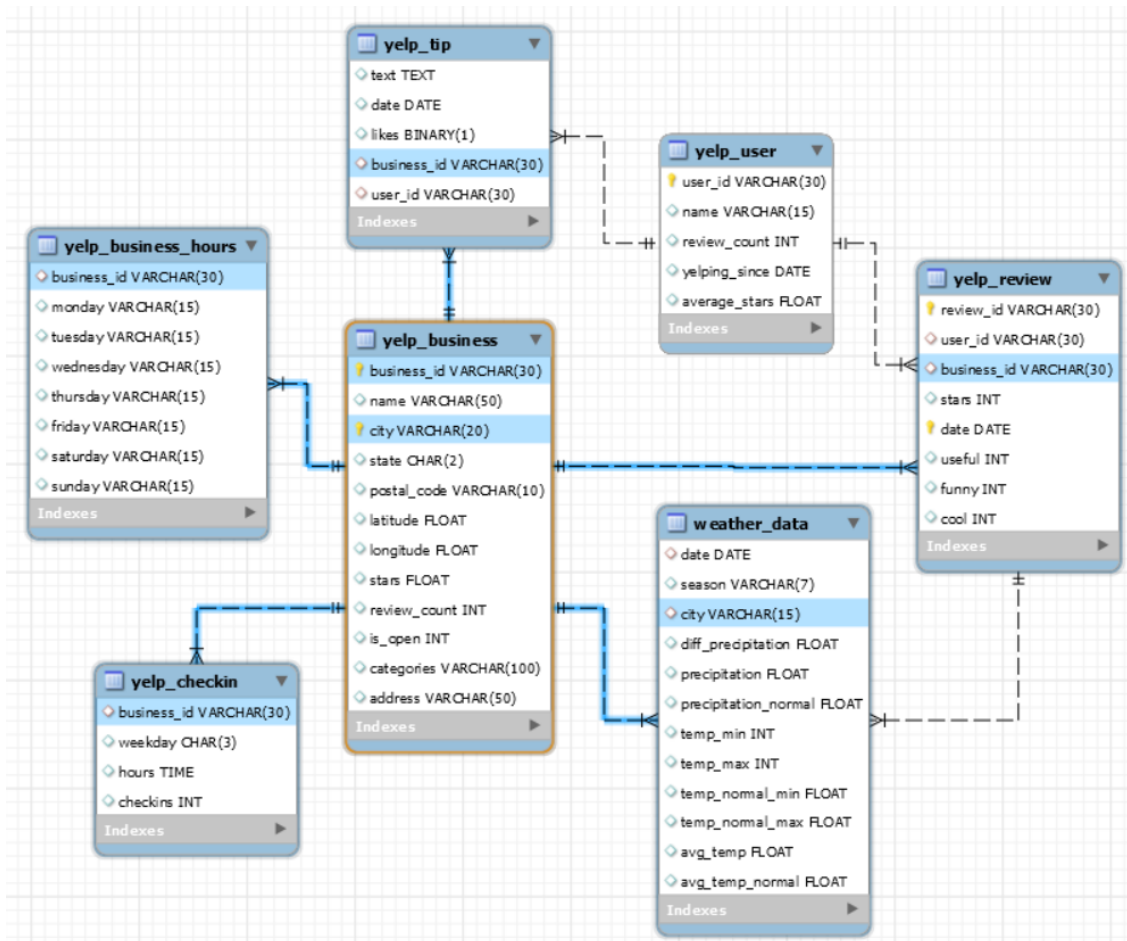 yelp_tip
text TEXT
date DATE
likes BINARY(1)
business_id VARCHAR(30)
user_id VARCHAR(30)
Indexes
yelp_user
user_id VARCHAR(30)
name VARCHAR(15)
review_count INT
yelping_since DATE
average_stars FLOAT
Indexes
yelp_business_hours
business_id VARCHAR(30)
monday VARCHAR(15)
tuesday VARCHAR(15)
wednesday VARCHAR(15)
thursday VARCHAR(15)
friday VARCHAR(15)
saturday VARCHAR(15)
sunday VARCHAR(15)
Indexes
yelp_business
business_id VARCHAR(30)
name VARCHAR(50)
city VARCHAR(20)
state CHAR(2)
postal_code VARCHAR(10)
latitude FLOAT
longitude FLOAT
stars FLOAT
review_count INT
is_open INT
categories VARCHAR(100)
address VARCHAR(50)
Indexes
yelp_review
review_id VARCHAR(30)
user_id VARCHAR(30)
business_id VARCHAR(30)
stars INT
date DATE
useful INT
funny INT
cool INT
Indexes
weather_data
date DATE
season VARCHAR(7)
city VARCHAR(15)
diff_precipitation FLOAT
precipitation FLOAT
precipitation_normal FLOAT
temp_min INT
temp_max INT
temp_normal_min FLOAT
temp_normal_max FLOAT
avg_temp FLOAT
avg_temp_normal FLOAT
Indexes
yelp_checkin
business_id VARCHAR(30)
weekday CHAR(3)
hours TIME
checkins INT
Indexes